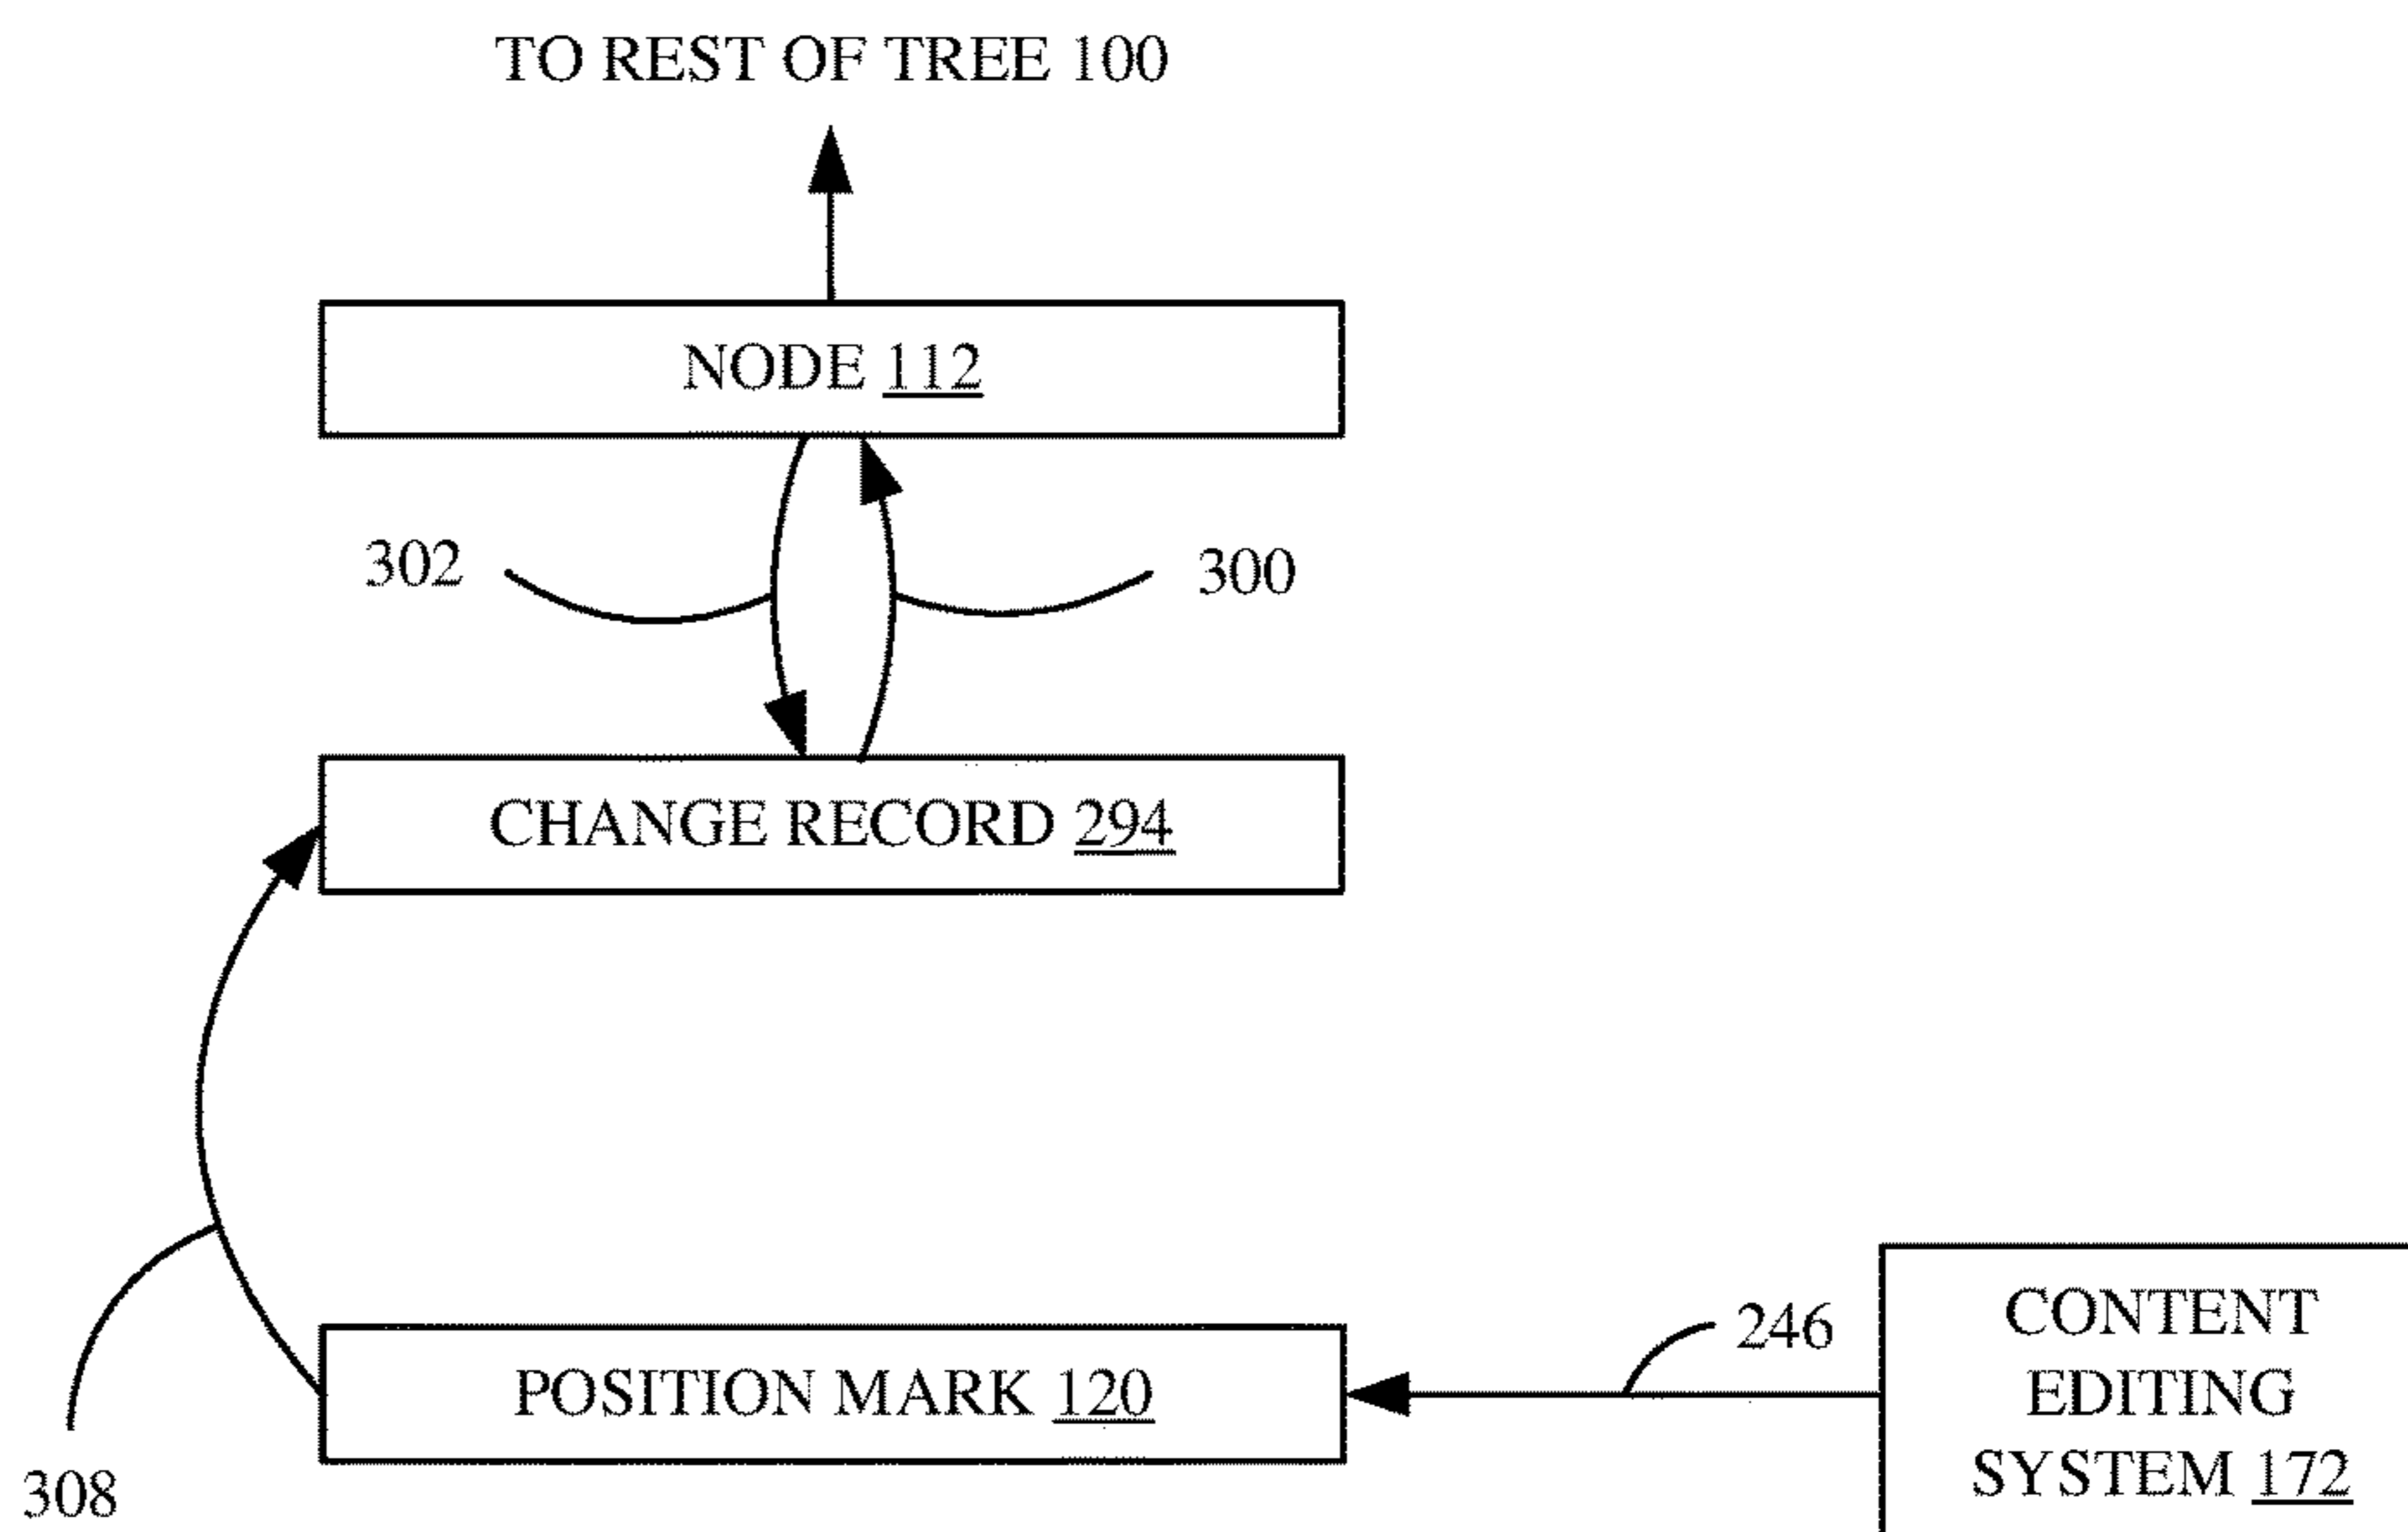 TO REST OF TREE 100
NODE 112
302
300
CHANGE RECORD 294
246
CONTENT
EDITING
SYSTEM 172
POSITION MARK 120
308